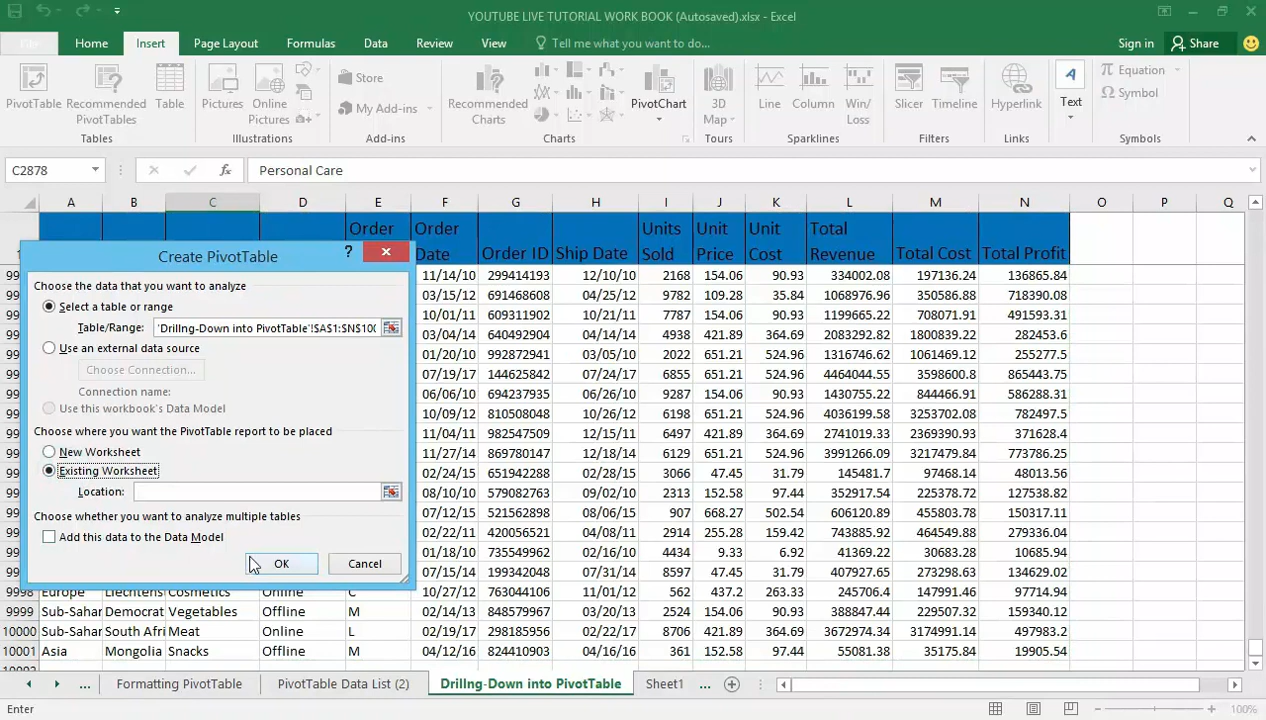 YOUTUBE LIVE TUTORIAL WORK BOOK (Autosaved).xlsx - Excel
Home Insert Page Layout Formulas Data Review View Tell me what you want to do... Sign in Share
PivotTable Recommended PivotTables Table Pictures Online Pictures Store My Add-ins Recommended Charts PivotChart 3D Map Line Column Win/Loss Slicer Timeline Hyperlink Text Equation Symbol
Tables Illustrations Add-ins Charts Tours Sparklines Filters Links Symbols
C2878 fx Personal Care
A B C D E F G H I J K L M N O P Q
Order Order Date Order ID Ship Date Units Sold Unit Price Unit Cost Total Revenue Total Cost Total Profit
Create PivotTable ?
Choose the data that you want to analyze
Select a table or range
Table/Range: 'Drillng-Down into PivotTable'!$A$1:$N$100
Use an external data source
Choose Connection...
Connection name:
Use this workbook's Data Model
Choose where you want the PivotTable report to be placed
New Worksheet
Existing Worksheet
Location:
Choose whether you want to analyze multiple tables
Add this data to the Data Model
OK Cancel
11/14/10 299414193 12/10/10 2168 154.06 90.93 334002.08 197136.24 136865.84
03/15/12 691468608 04/25/12 9782 109.28 35.84 1068976.96 350586.88 718390.08
10/01/10 609311902 10/21/11 7787 154.06 90.93 1199665.22 708071.91 491593.31
03/04/14 640492904 04/14/14 4938 421.89 364.69 2083292.82 1800839.22 282453.6
01/20/10 992872941 03/05/10 2022 651.21 524.96 1316746.62 1061469.12 255277.5
07/19/17 144625842 07/24/17 6855 651.21 524.96 4464044.55 3598600.8 865443.75
06/06/10 694237935 06/26/10 9287 154.06 90.93 1430755.22 844466.91 586288.31
10/09/12 810508048 10/26/12 6198 651.21 524.96 4036199.58 3253702.08 782497.5
11/04/11 982547509 12/15/11 6497 421.89 364.69 2741019.33 2369390.93 371628.4
11/27/14 869780147 12/18/14 6129 651.21 524.96 3991266.09 3217479.84 773786.25
02/24/15 651942288 02/28/15 3066 47.45 31.79 145481.7 97468.14 48013.56
08/10/10 579082763 09/02/10 2313 152.58 97.44 352917.54 225378.72 127538.82
07/12/15 521562898 08/06/15 907 668.27 502.54 606120.89 455803.78 150317.11
04/08/11 420056521 04/11/11 2914 255.28 159.42 743885.92 464549.88 279336.04
01/18/10 735549962 02/16/10 4434 9.33 6.92 41369.22 30683.28 10685.94
07/15/14 199342048 07/31/14 8597 47.45 31.79 407927.65 273298.63 134629.02
9998 Europe Liechtens Cosmetics Online C 10/27/12 763044106 11/01/12 562 437.2 263.33 245706.4 147991.46 97714.94
9999 Sub-Sahar Democrat Vegetables Offline M 02/14/13 848579967 03/20/13 2524 154.06 90.93 388847.44 229507.32 159340.12
10000 Sub-Sahar South Afri Meat Online L 02/19/17 298185956 02/22/17 8706 421.89 364.69 3672974.34 3174991.14 497983.2
10001 Asia Mongolia Snacks Offline M 04/12/16 824410903 04/16/16 361 152.58 97.44 55081.38 35175.84 19905.54
... Formatting PivotTable PivotTable Data List (2) Drillng-Down into PivotTable Sheet1 ...
Enter 100%